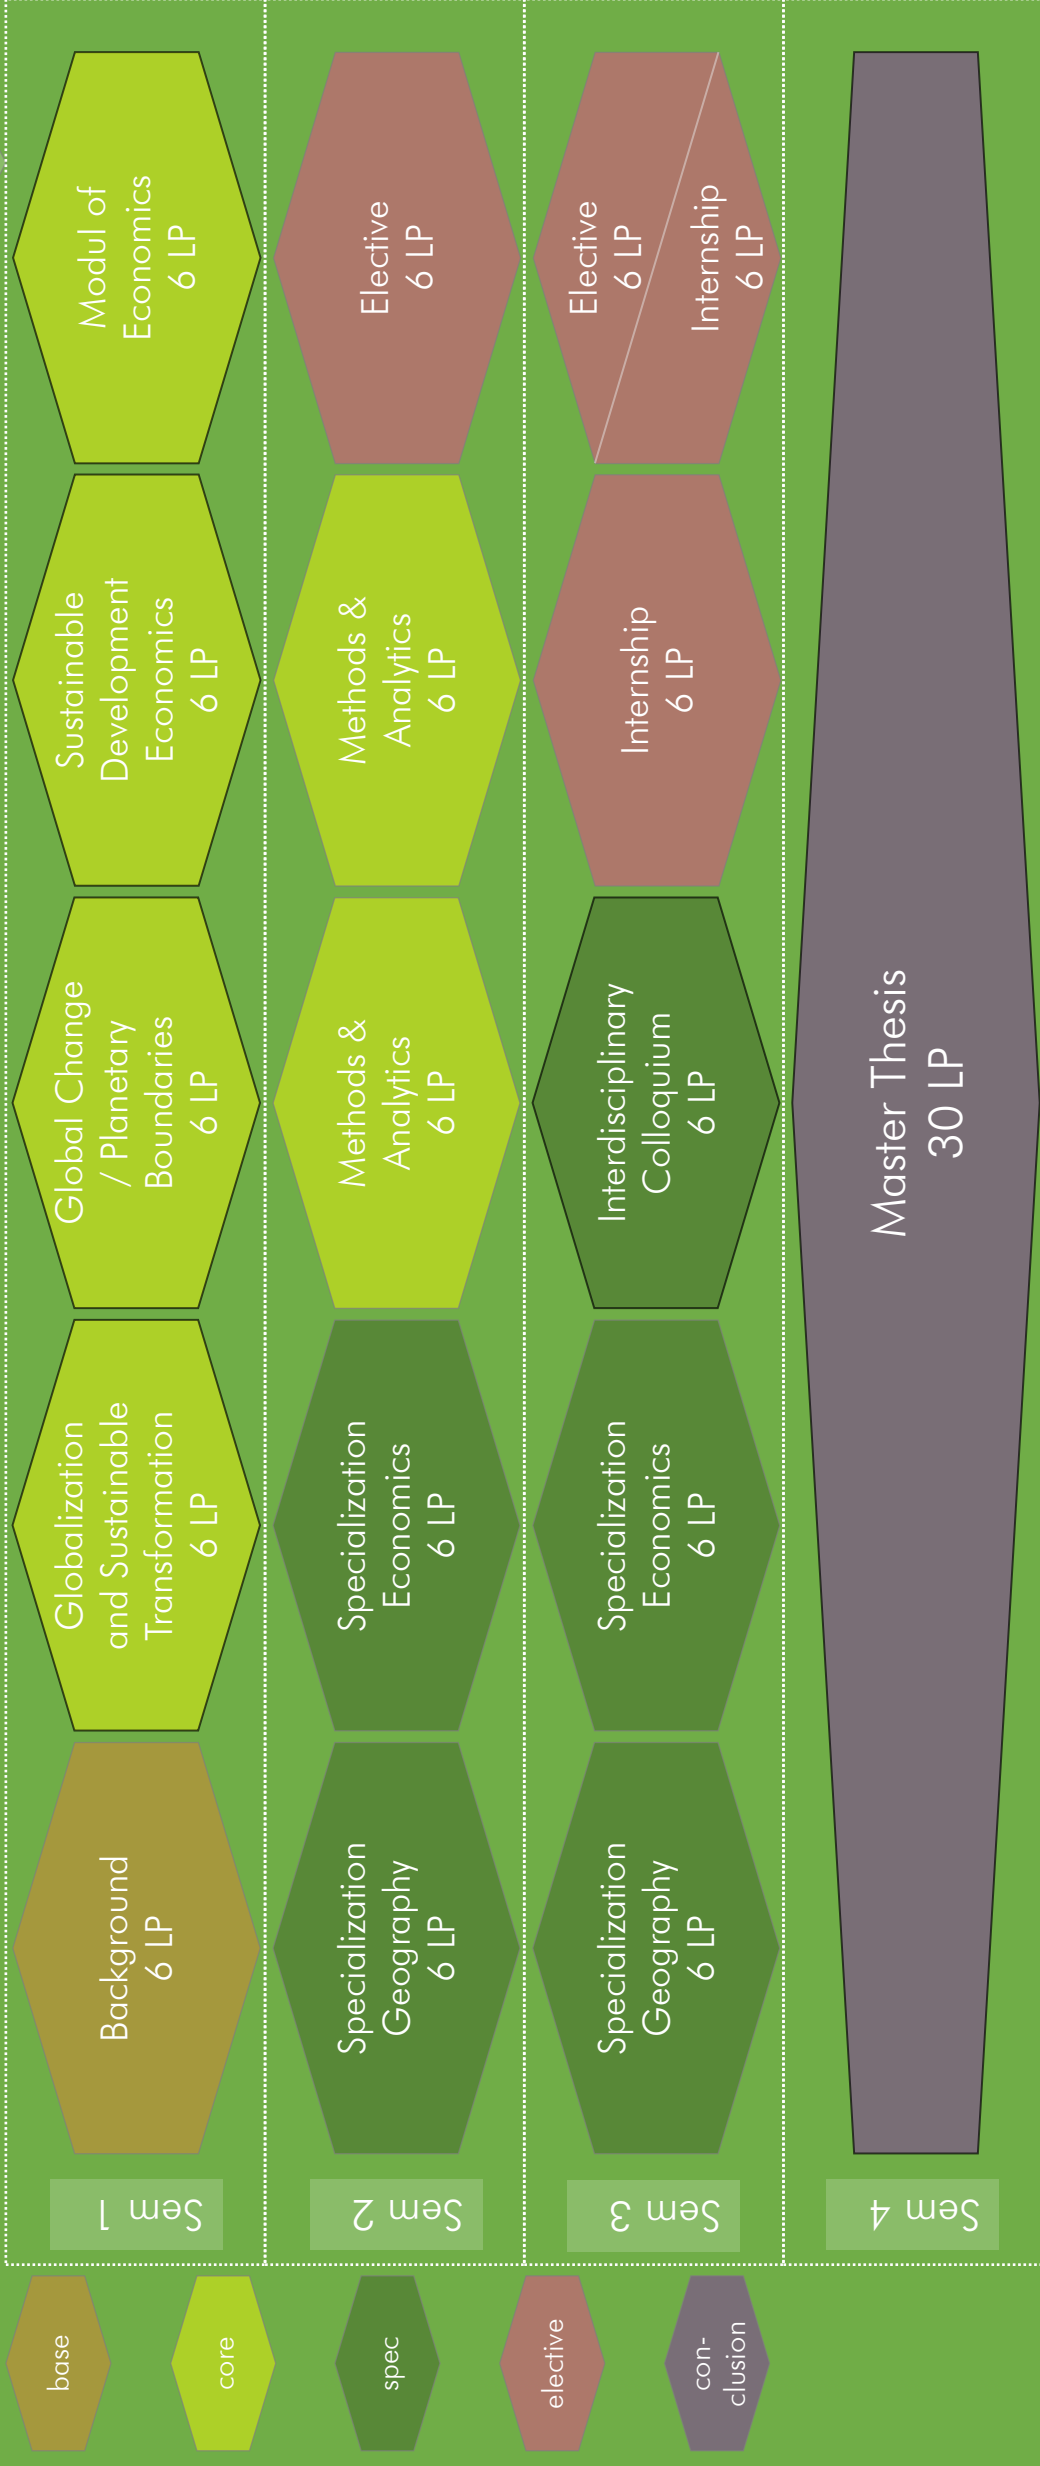 Sem 1
Background
6 LP
Globalization
and Sustainable
Transformation
6 LP
Global Change
/ Planetary
Boundaries
6 LP
Sustainable
Development
Economics
6 LP
Modul of
Economics
6 LP
Sem 2
Specialization
Geography
6 LP
Specialization
Economics
6 LP
Methods &
Analytics
6 LP
Methods &
Analytics
6 LP
Elective
6 LP
Sem 3
Specialization
Geography
6 LP
Specialization
Economics
6 LP
Interdisciplinary
Colloquium
6 LP
Internship
6 LP
Elective
6 LP
Internship
6 LP
Sem 4
Master Thesis
30 LP
base
core
spec
elective
con-
clusion